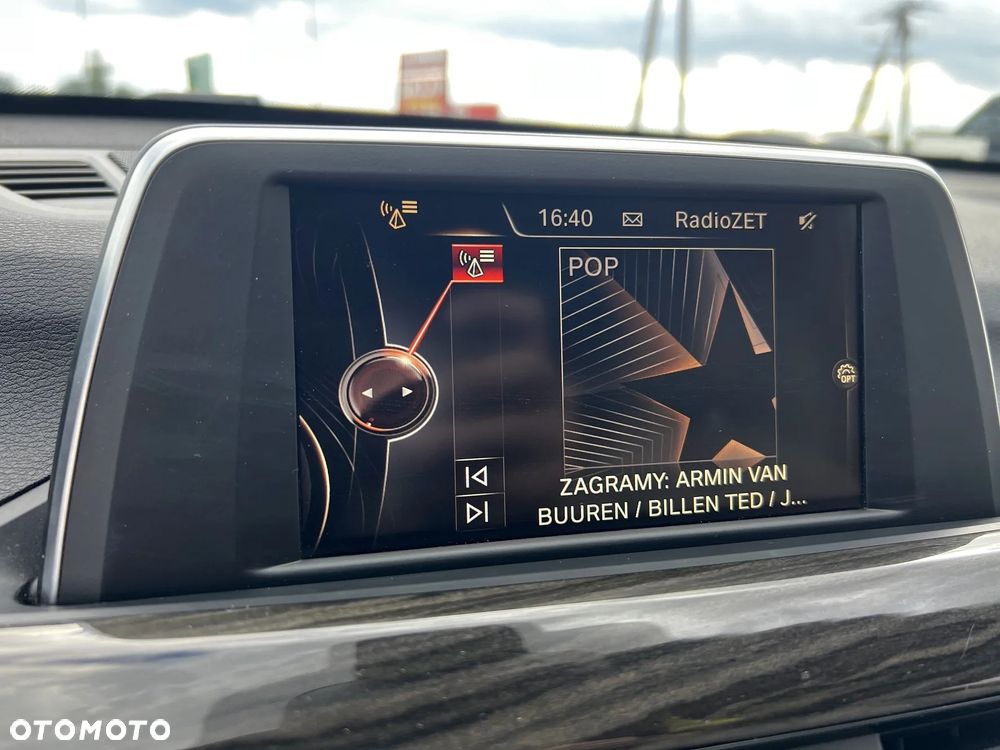 16:40 RadioZET
POP
OPT
ZAGRAMY: ARMIN VAN
BUUREN / BILLEN TED / J...
OTOMOTO